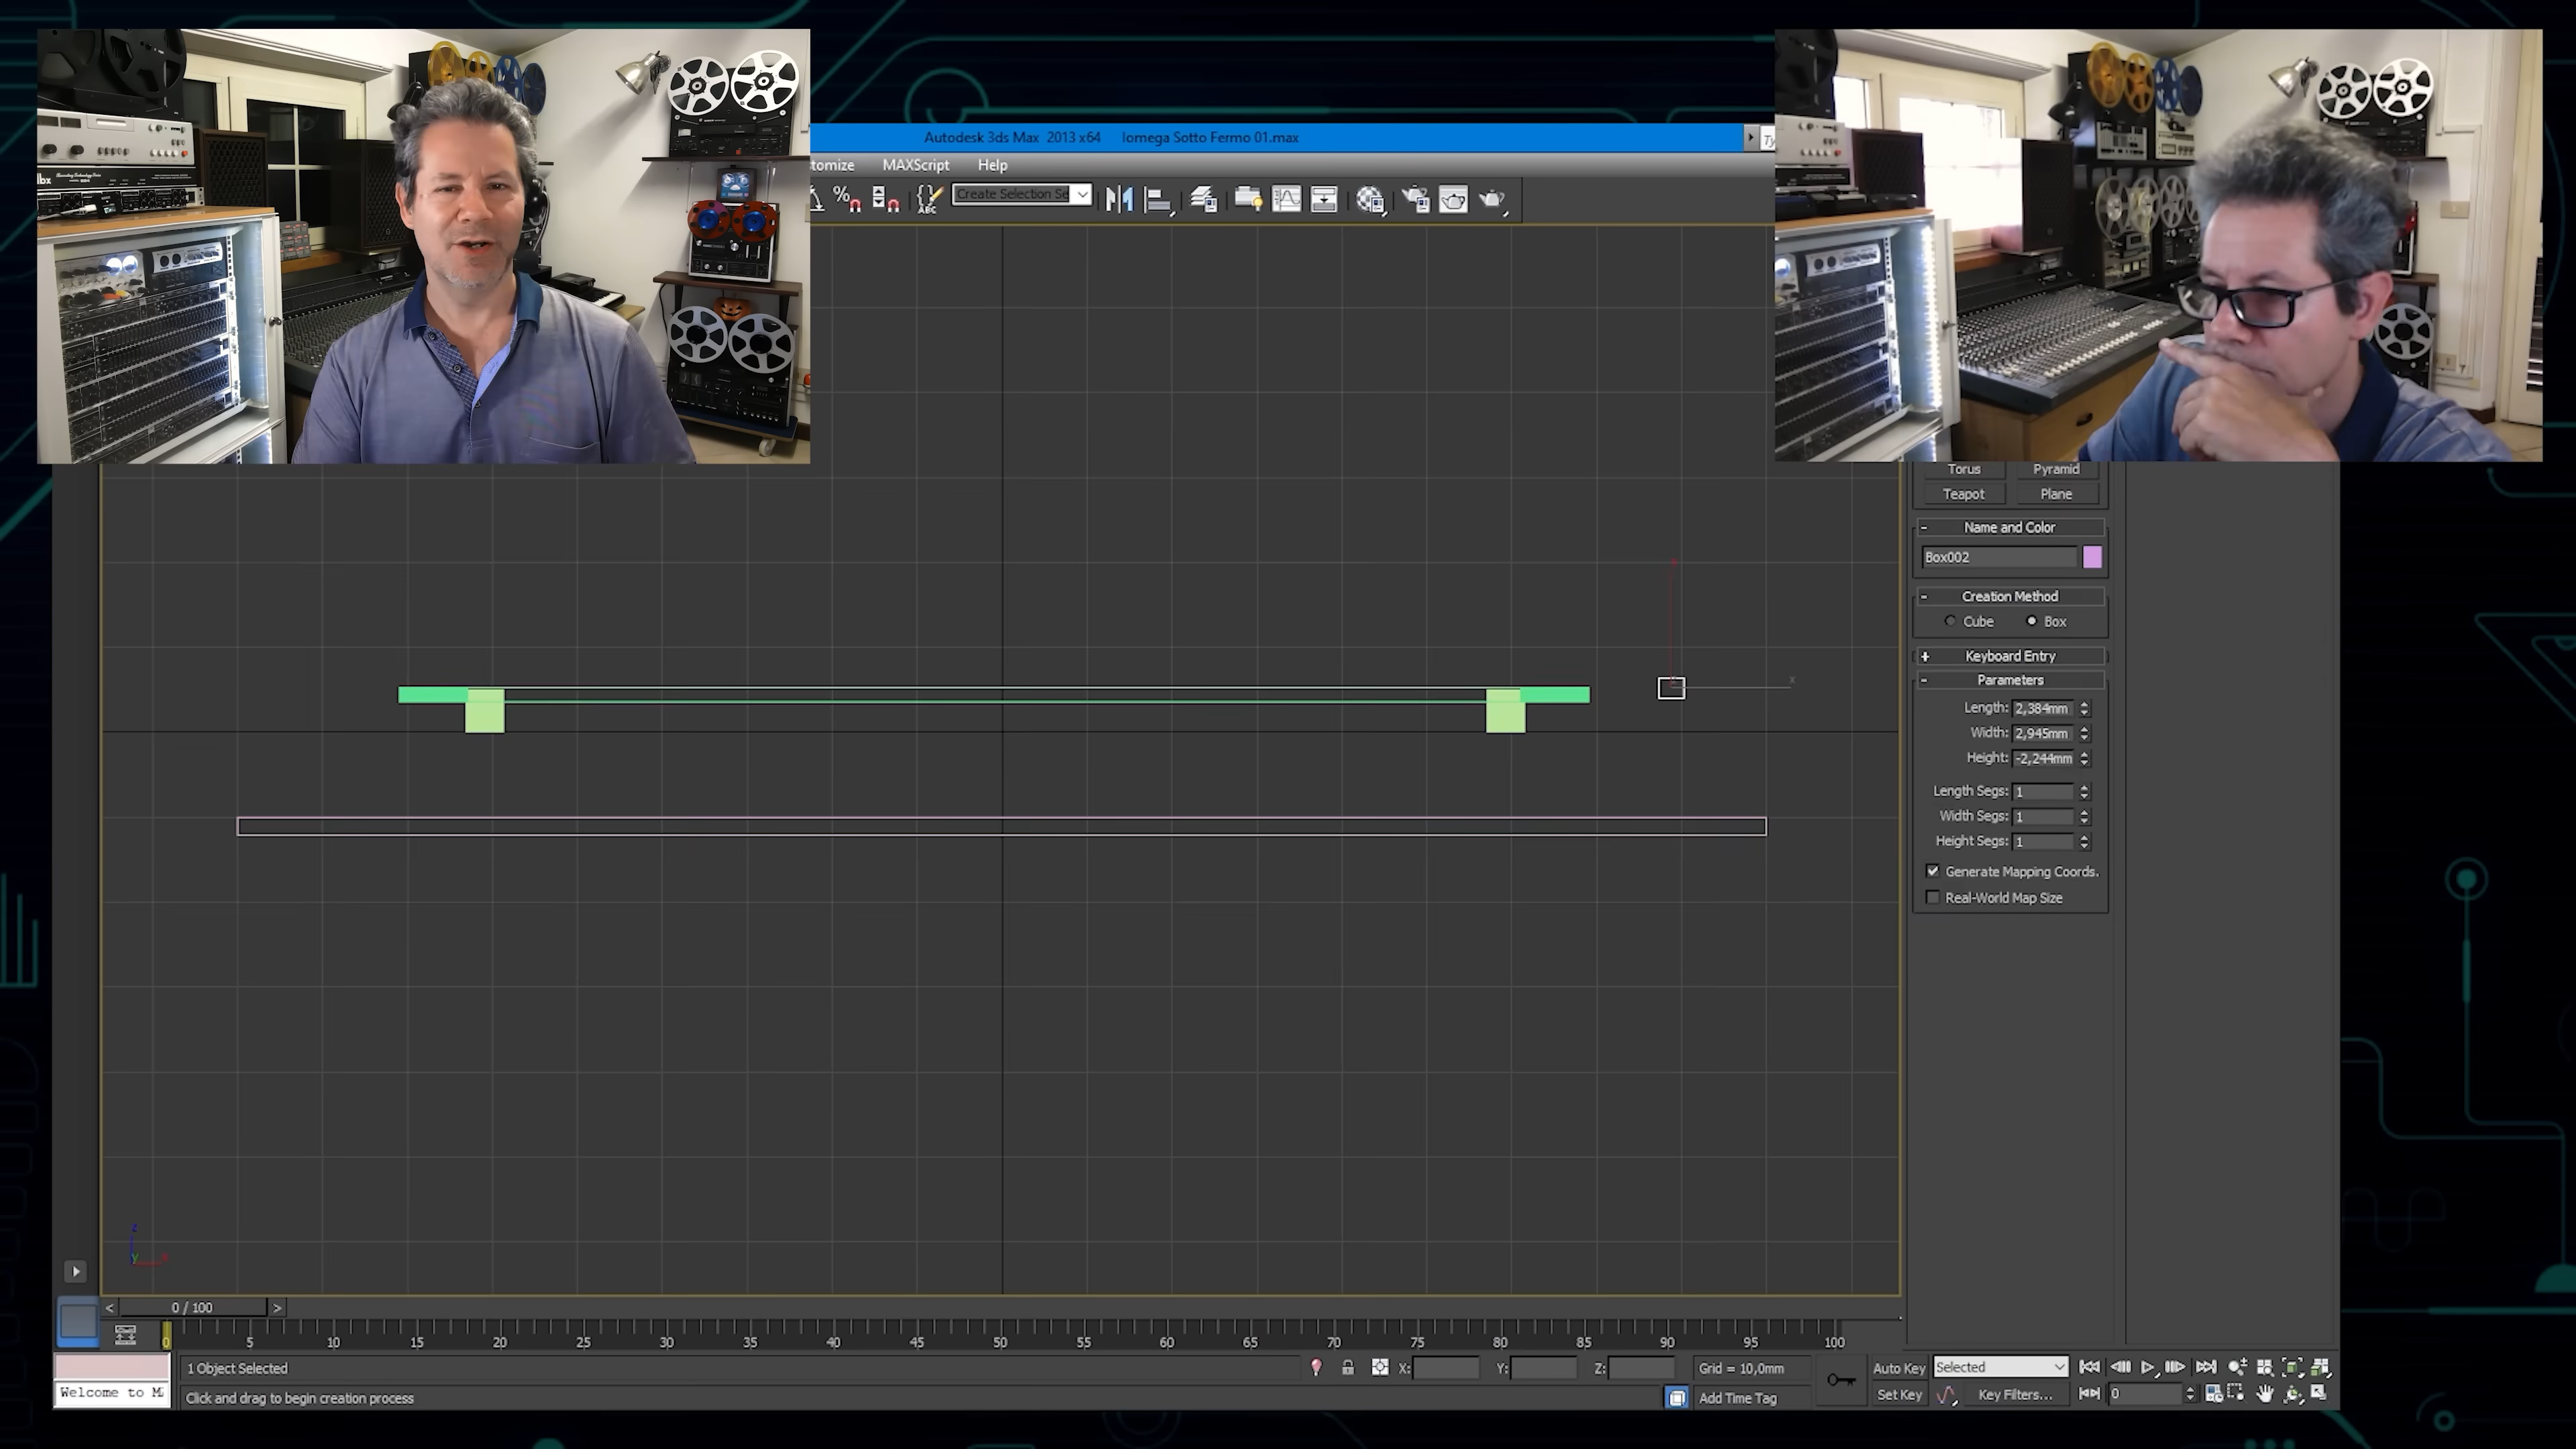 Autodesk 3ds Max 2013 x64 Iomega Sotto Fermo 01.max
tomize MAXScript Help
Create Selection Se
dbx
Torus Pyramid
Teapot Plane
- Name and Color
Box002
- Creation Method
Cube Box
+ Keyboard Entry
- Parameters
Length: 2,384mm
Width: 2,945mm
Height: -2,244mm
Length Segs: 1
Width Segs: 1
Height Segs: 1
Generate Mapping Coords.
Real-World Map Size
x
z
y
< 0 / 100 >
0 5 10 15 20 25 30 35 40 45 50 55 60 65 70 75 80 85 90 95 100
1 Object Selected X: Y: Z: Grid = 10,0mm Auto Key Selected
Welcome to M Click and drag to begin creation process Add Time Tag Set Key Key Filters... 0